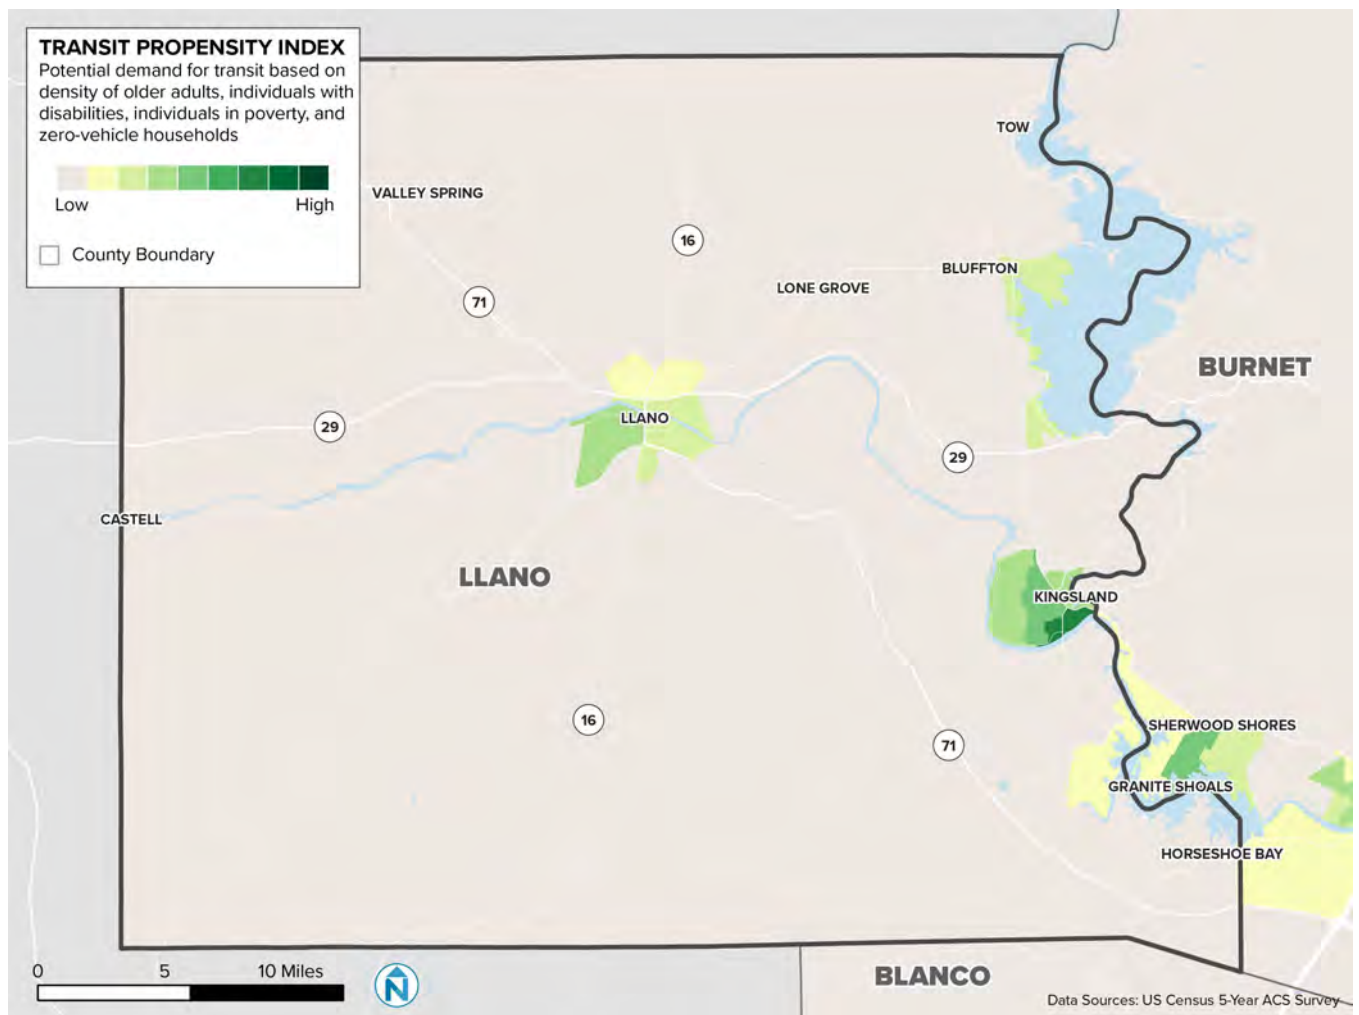 TRANSIT PROPENSITY INDEX
Potential demand for transit based on
density of older adults, individuals with
disabilities, individuals in poverty, and
zero-vehicle households
Low High
County Boundary
TOW
VALLEY SPRING
16
BLUFFTON
LONE GROVE
71
BURNET
LLANO
29
29
CASTELL
LLANO
KINGSLAND
16
SHERWOOD SHORES
71
GRANITE SHOALS
HORSESHOE BAY
0 5 10 Miles
N
BLANCO
Data Sources: US Census 5-Year ACS Survey